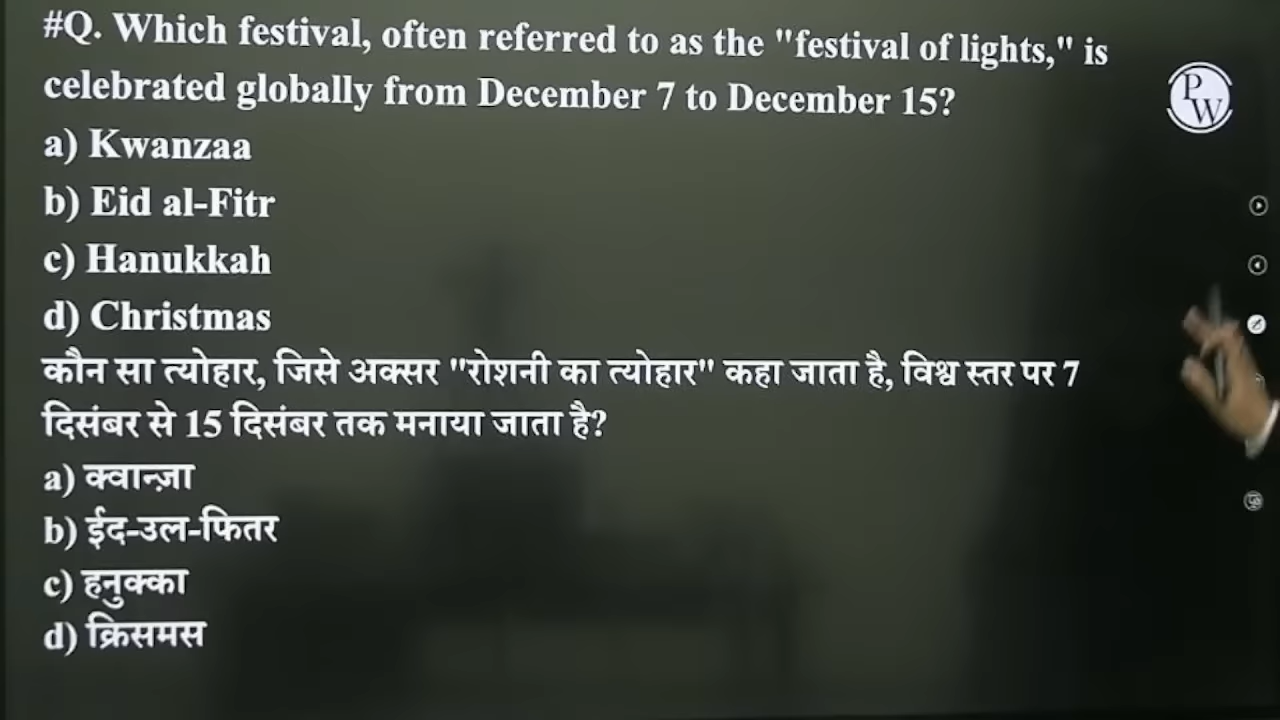 #Q. Which festival, often referred to as the "festival of lights," is
celebrated globally from December 7 to December 15?
a) Kwanzaa
b) Eid al-Fitr
c) Hanukkah
d) Christmas
कौन सा त्योहार, जिसे अक्सर "रोशनी का त्योहार" कहा जाता है, विश्व स्तर पर 7
दिसंबर से 15 दिसंबर तक मनाया जाता है?
a) क्वान्ज़ा
b) ईद-उल-फितर
c) हनुक्का
d) क्रिसमस
PW